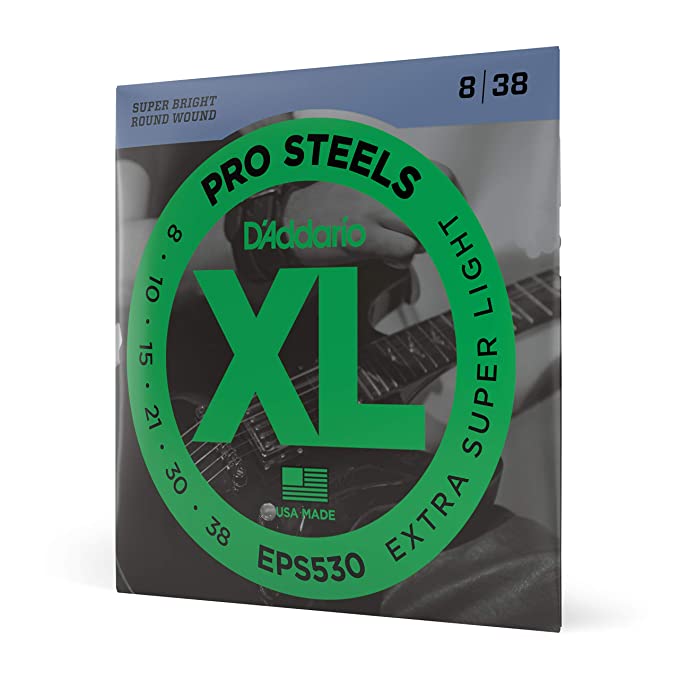 SUPER BRIGHT
ROUND WOUND
8|38
PRO STEELS
D'Addario
XL
USA MADE
8 • 10 • 15 • 21 • 30 • 38
EPS530
EXTRA SUPER LIGHT